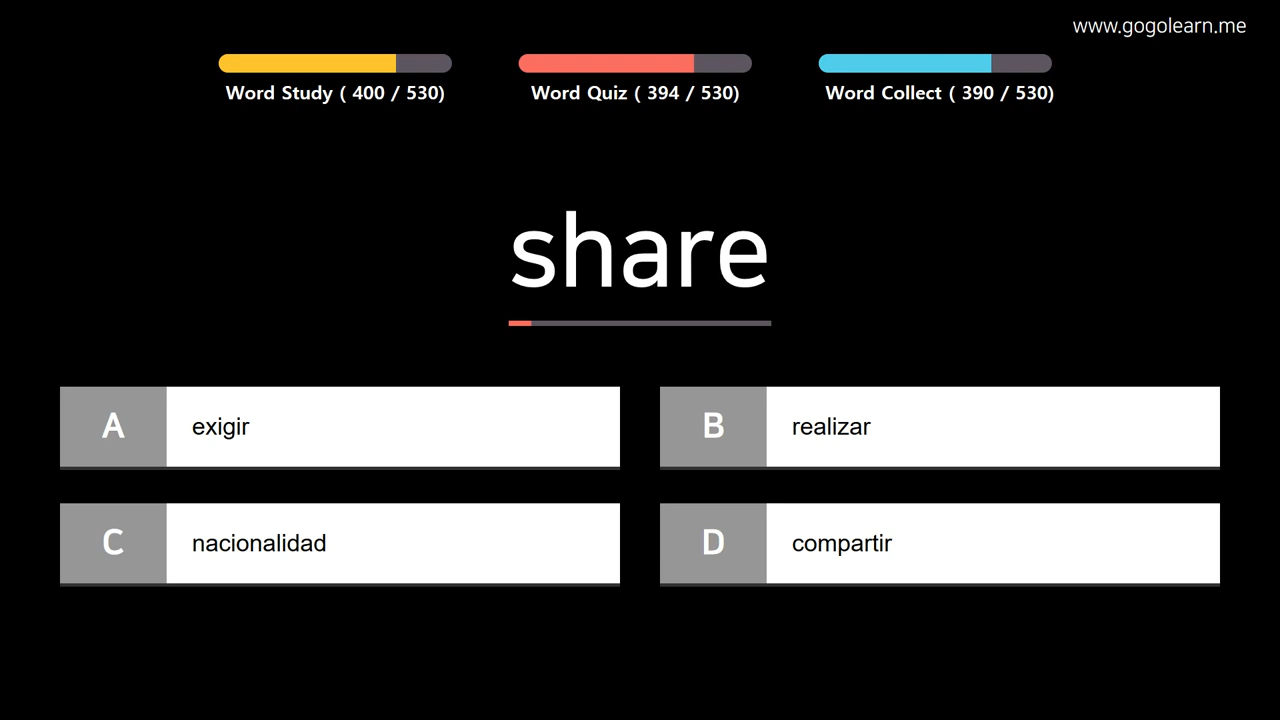 www.gogolearn.me
Word Study ( 400 / 530)
Word Quiz ( 394 / 530)
Word Collect ( 390 / 530)
share
A exigir
B realizar
C nacionalidad
D compartir